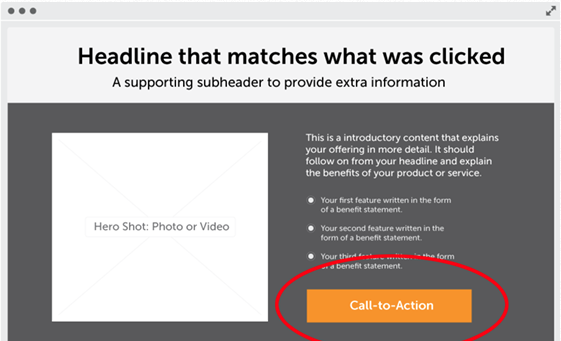 Headline that matches what was clicked
A supporting subheader to provide extra information
This is a introductory content that explains
your offering in more detail. It should
follow on from your headline and explain
the benefits of your product or service.
Your first feature written in the form
of a benefit statement.
Your second feature written in the
form of a benefit statement.
Your third feature written in the form
of a benefit statement.
Hero Shot: Photo or Video
Call-to-Action